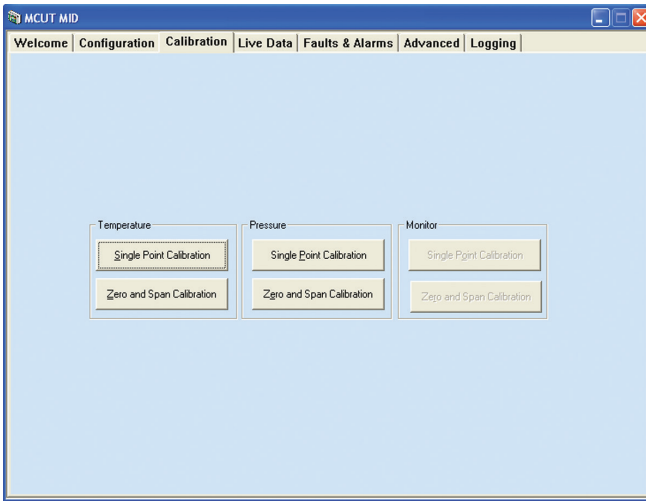 MCUT MID
Welcome Configuration Calibration Live Data Faults & Alarms Advanced Logging
Temperature Pressure Monitor
Single Point Calibration Single Point Calibration Single Point Calibration
Zero and Span Calibration Zero and Span Calibration Zero and Span Calibration